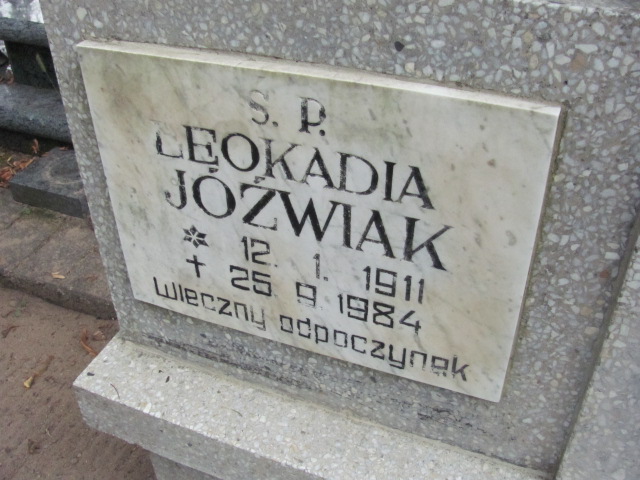 Ś. P.
LEOKADIA
JÓŹWIAK
12. 1. 1911
† 25. 9. 1984
Wieczny odpoczynek